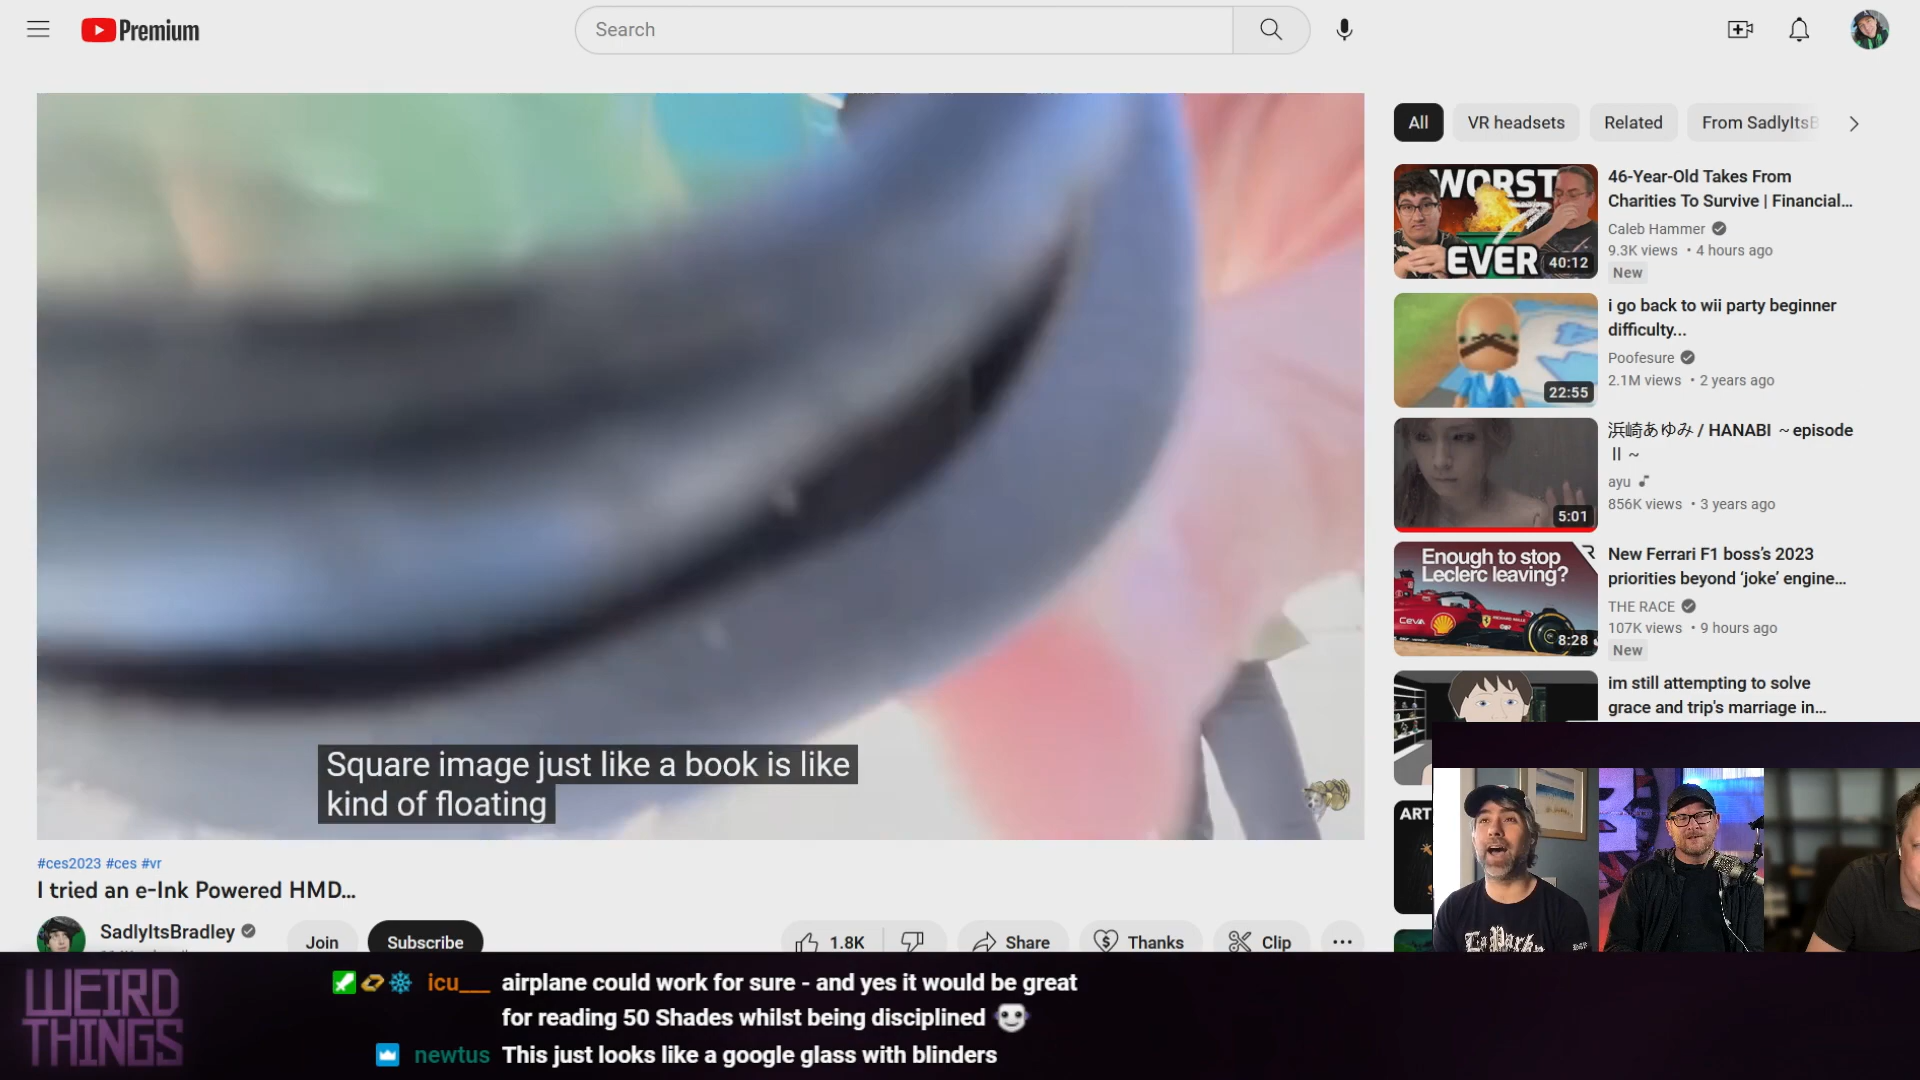 Premium
Search
All
VR headsets
Related
From SadlyItsB
WORST
EVER
40:12
46-Year-Old Takes From
Charities To Survive | Financial...
Caleb Hammer
9.3K views • 4 hours ago
New
22:55
i go back to wii party beginner
difficulty...
Poofesure
2.1M views • 2 years ago
5:01
浜崎あゆみ / HANABI ～episode
Ⅱ～
ayu
856K views • 3 years ago
Enough to stop
Leclerc leaving?
8:28
New Ferrari F1 boss’s 2023
priorities beyond ‘joke’ engine...
THE RACE
107K views • 9 hours ago
New
im still attempting to solve
grace and trip's marriage in...
ART
Square image just like a book is like
kind of floating
#ces2023 #ces #vr
I tried an e-Ink Powered HMD...
SadlyItsBradley
Join
Subscribe
1.8K
Share
Thanks
Clip
WEIRD
THINGS
icu___ airplane could work for sure - and yes it would be great
for reading 50 Shades whilst being disciplined
newtus This just looks like a google glass with blinders